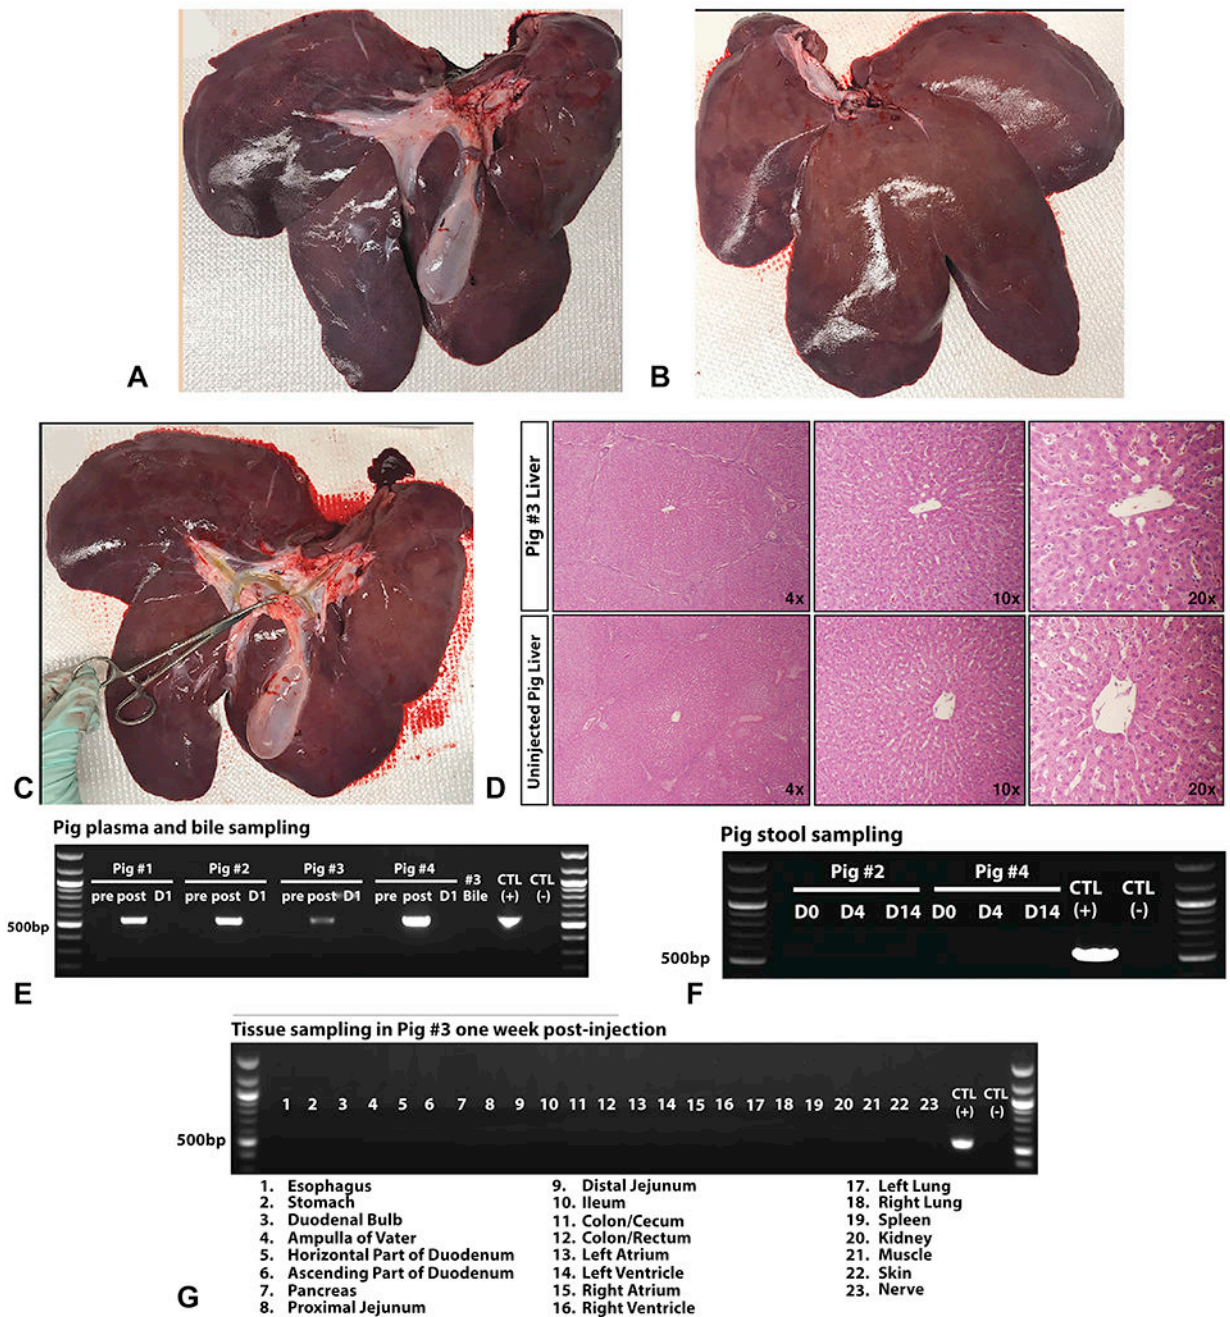 A
B
C
Pig #3 Liver
4x
10x
20x
Uninjected Pig Liver
4x
10x
20x
D
Pig plasma and bile sampling
Pig #1 Pig #2 Pig #3 Pig #4 #3 CTL CTL
pre post D1 pre post D1 pre post D1 pre post D1 Bile (+) (-)
500bp
E
Pig stool sampling
Pig #2 Pig #4 CTL CTL
D0 D4 D14 D0 D4 D14 (+) (-)
500bp
F
Tissue sampling in Pig #3 one week post-injection
1 2 3 4 5 6 7 8 9 10 11 12 13 14 15 16 17 18 19 20 21 22 23 CTL CTL
(+) (-)
500bp
1. Esophagus
2. Stomach
3. Duodenal Bulb
4. Ampulla of Vater
5. Horizontal Part of Duodenum
6. Ascending Part of Duodenum
7. Pancreas
8. Proximal Jejunum
9. Distal Jejunum
10. Ileum
11. Colon/Cecum
12. Colon/Rectum
13. Left Atrium
14. Left Ventricle
15. Right Atrium
16. Right Ventricle
17. Left Lung
18. Right Lung
19. Spleen
20. Kidney
21. Muscle
22. Skin
23. Nerve
G